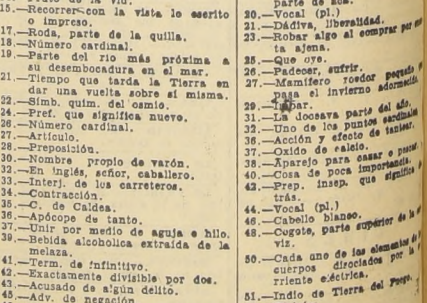 15.—Recorrer con la vista lo escrito
o impreso.
17.—Roda, parte de la quilla.
18.—Número cardinal.
19.—Parte del río más próxima a
su desembocadura en el mar.
21.—Tiempo que tarda la Tierra en
dar una vuelta sobre sí misma.
22.—Símb. quím. del osmio.
24.—Pref. que significa nuevo.
26.—Número cardinal.
27.—Artículo.
28.—Preposición.
30.—Nombre propio de varón.
32.—En inglés, señor, caballero.
33.—Interj. de los carreteros.
34.—Contracción.
35.—C. de Caldea.
36.—Apócope de tanto.
37.—Unir por medio de aguja e hilo.
39.—Bebida alcohólica extraída de la
melaza.
41.—Term. de infinitivo.
42.—Exactamente divisible por dos.
43.—Acusado de algún delito.
45.—Adv. de negación.
parte de
20.—Vocal (pl.)
21.—Dádiva, liberalidad.
23.—Robar algo al comprar por
ta ajena.
25.—Que oye.
26.—Padecer, sufrir.
27.—Mamífero roedor pequeño
pasa el invierno
29.—
31.—La doceava parte del año.
32.—Uno de los puntos cardinales
36.—Acción y efecto de tantear.
37.—Oxido de calcio.
38.—Aparejo para cazar o pescar.
40.—Cosa de poca importancia.
42.—Prep. insep. que significa
trás.
44.—Vocal (pl.)
46.—Cabello blanco.
48.—Cogote, parte superior de la
viz.
50.—Cada uno de los elementos de
cuerpos disociados por la
rriente eléctrica.
51.—Indio de Tierra del Fuego.